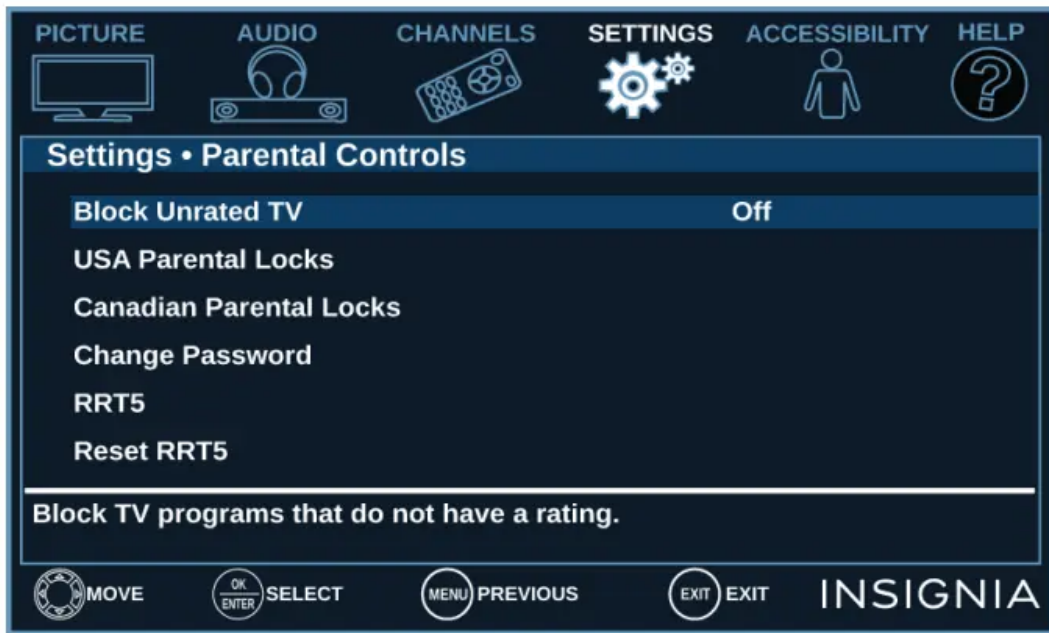 PICTURE AUDIO CHANNELS SETTINGS ACCESSIBILITY HELP
Settings • Parental Controls
Block Unrated TV Off
USA Parental Locks
Canadian Parental Locks
Change Password
RRT5
Reset RRT5
Block TV programs that do not have a rating.
MOVE OK ENTER SELECT MENU PREVIOUS EXIT EXIT INSIGNIA